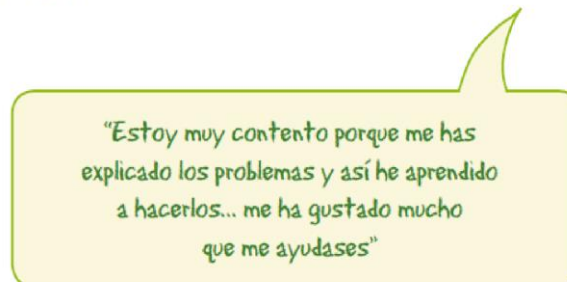 “Estoy muy contento porque me has
explicado los problemas y así he aprendido
a hacerlos... me ha gustado mucho
que me ayudases”